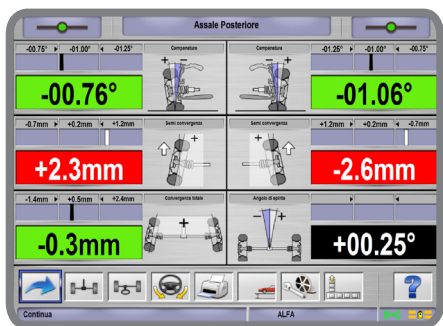 Assale Posteriore
-00.75° -01.00° -01.25°
Campanatura
Campanatura
-01.25° -01.00° -00.75°
-00.76°
-01.06°
-0.7mm +0.2mm +1.2mm
Semi convergenza
Semi convergenza
+1.2mm +0.2mm -0.7mm
+2.3mm
-2.6mm
-1.4mm +0.5mm +2.4mm
Convergenza totale
Angolo di spinta
-0.3mm
+00.25°
Continua
ALFA